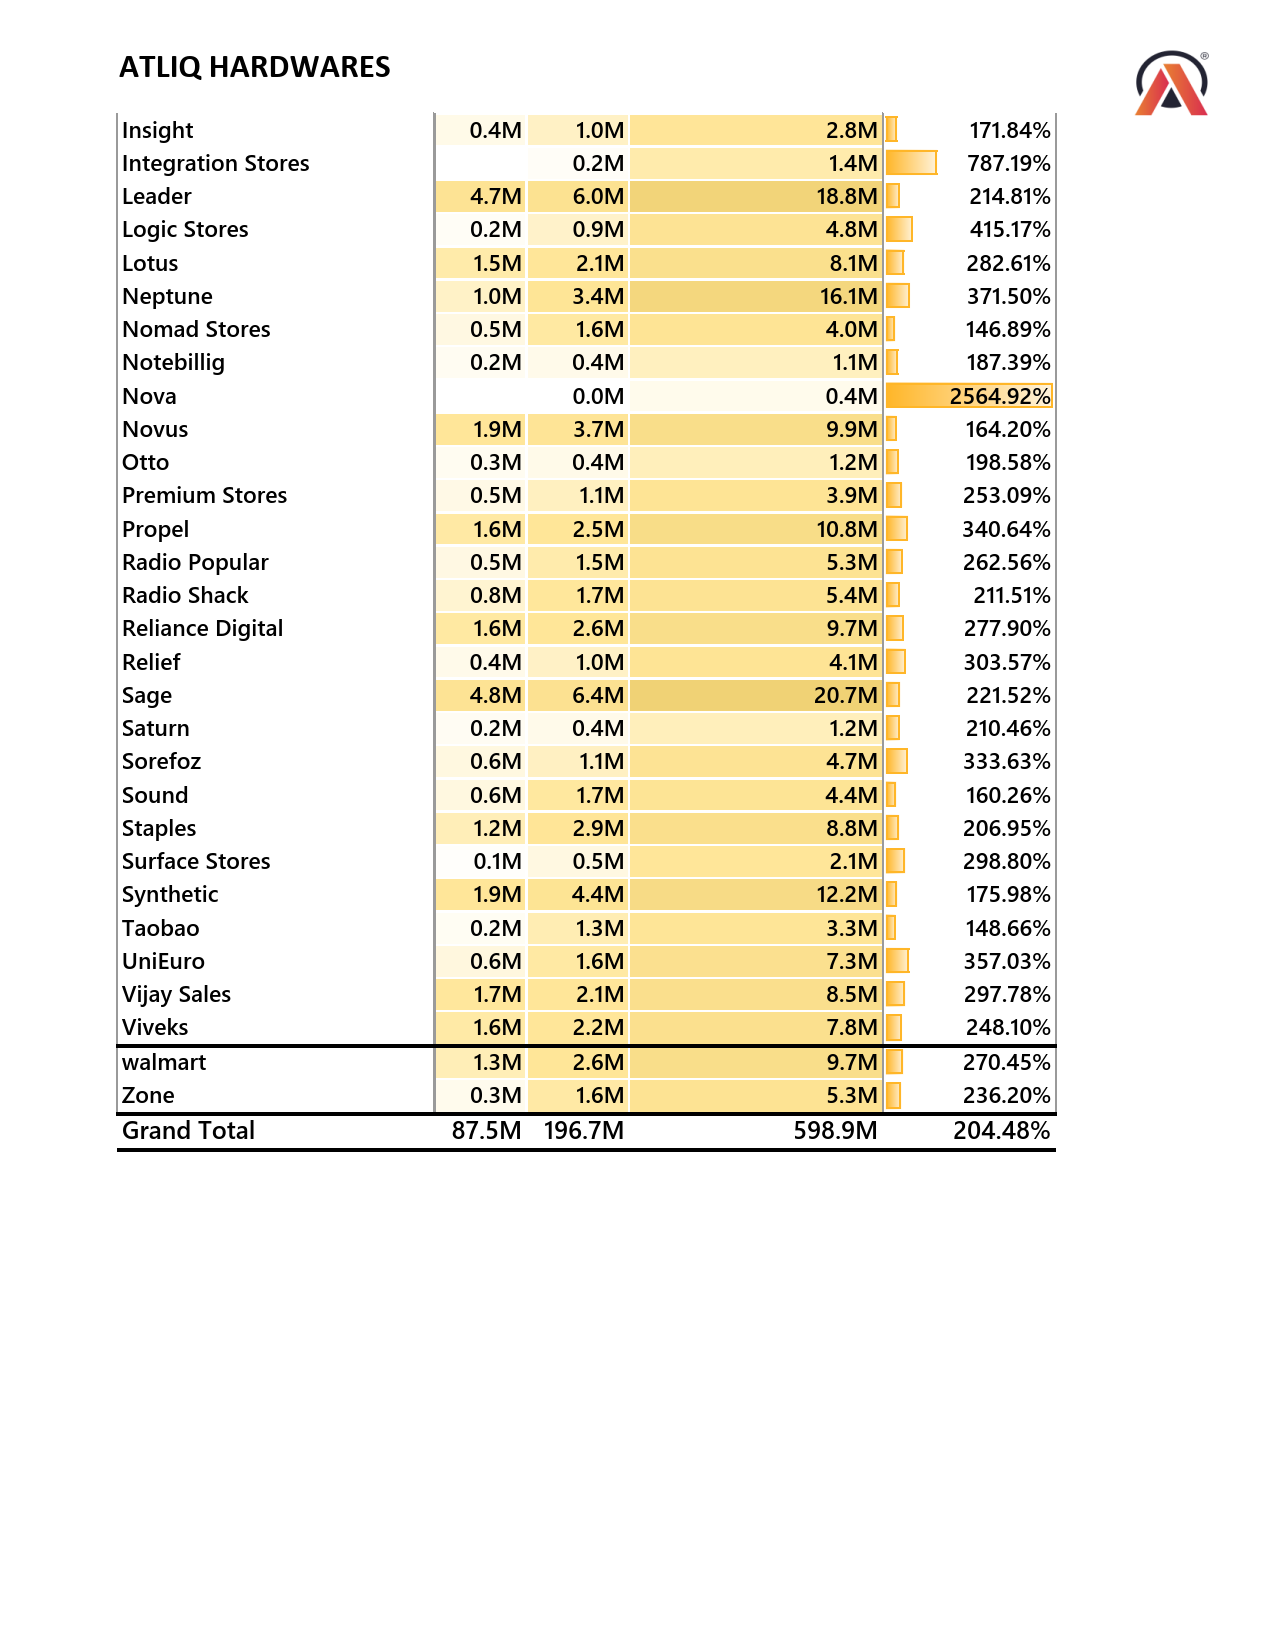 ATLIQ HARDWARES
®
Insight 0.4M 1.0M 2.8M 171.84%
Integration Stores 0.2M 1.4M 787.19%
Leader 4.7M 6.0M 18.8M 214.81%
Logic Stores 0.2M 0.9M 4.8M 415.17%
Lotus 1.5M 2.1M 8.1M 282.61%
Neptune 1.0M 3.4M 16.1M 371.50%
Nomad Stores 0.5M 1.6M 4.0M 146.89%
Notebillig 0.2M 0.4M 1.1M 187.39%
Nova 0.0M 0.4M 2564.92%
Novus 1.9M 3.7M 9.9M 164.20%
Otto 0.3M 0.4M 1.2M 198.58%
Premium Stores 0.5M 1.1M 3.9M 253.09%
Propel 1.6M 2.5M 10.8M 340.64%
Radio Popular 0.5M 1.5M 5.3M 262.56%
Radio Shack 0.8M 1.7M 5.4M 211.51%
Reliance Digital 1.6M 2.6M 9.7M 277.90%
Relief 0.4M 1.0M 4.1M 303.57%
Sage 4.8M 6.4M 20.7M 221.52%
Saturn 0.2M 0.4M 1.2M 210.46%
Sorefoz 0.6M 1.1M 4.7M 333.63%
Sound 0.6M 1.7M 4.4M 160.26%
Staples 1.2M 2.9M 8.8M 206.95%
Surface Stores 0.1M 0.5M 2.1M 298.80%
Synthetic 1.9M 4.4M 12.2M 175.98%
Taobao 0.2M 1.3M 3.3M 148.66%
UniEuro 0.6M 1.6M 7.3M 357.03%
Vijay Sales 1.7M 2.1M 8.5M 297.78%
Viveks 1.6M 2.2M 7.8M 248.10%
walmart 1.3M 2.6M 9.7M 270.45%
Zone 0.3M 1.6M 5.3M 236.20%
Grand Total 87.5M 196.7M 598.9M 204.48%